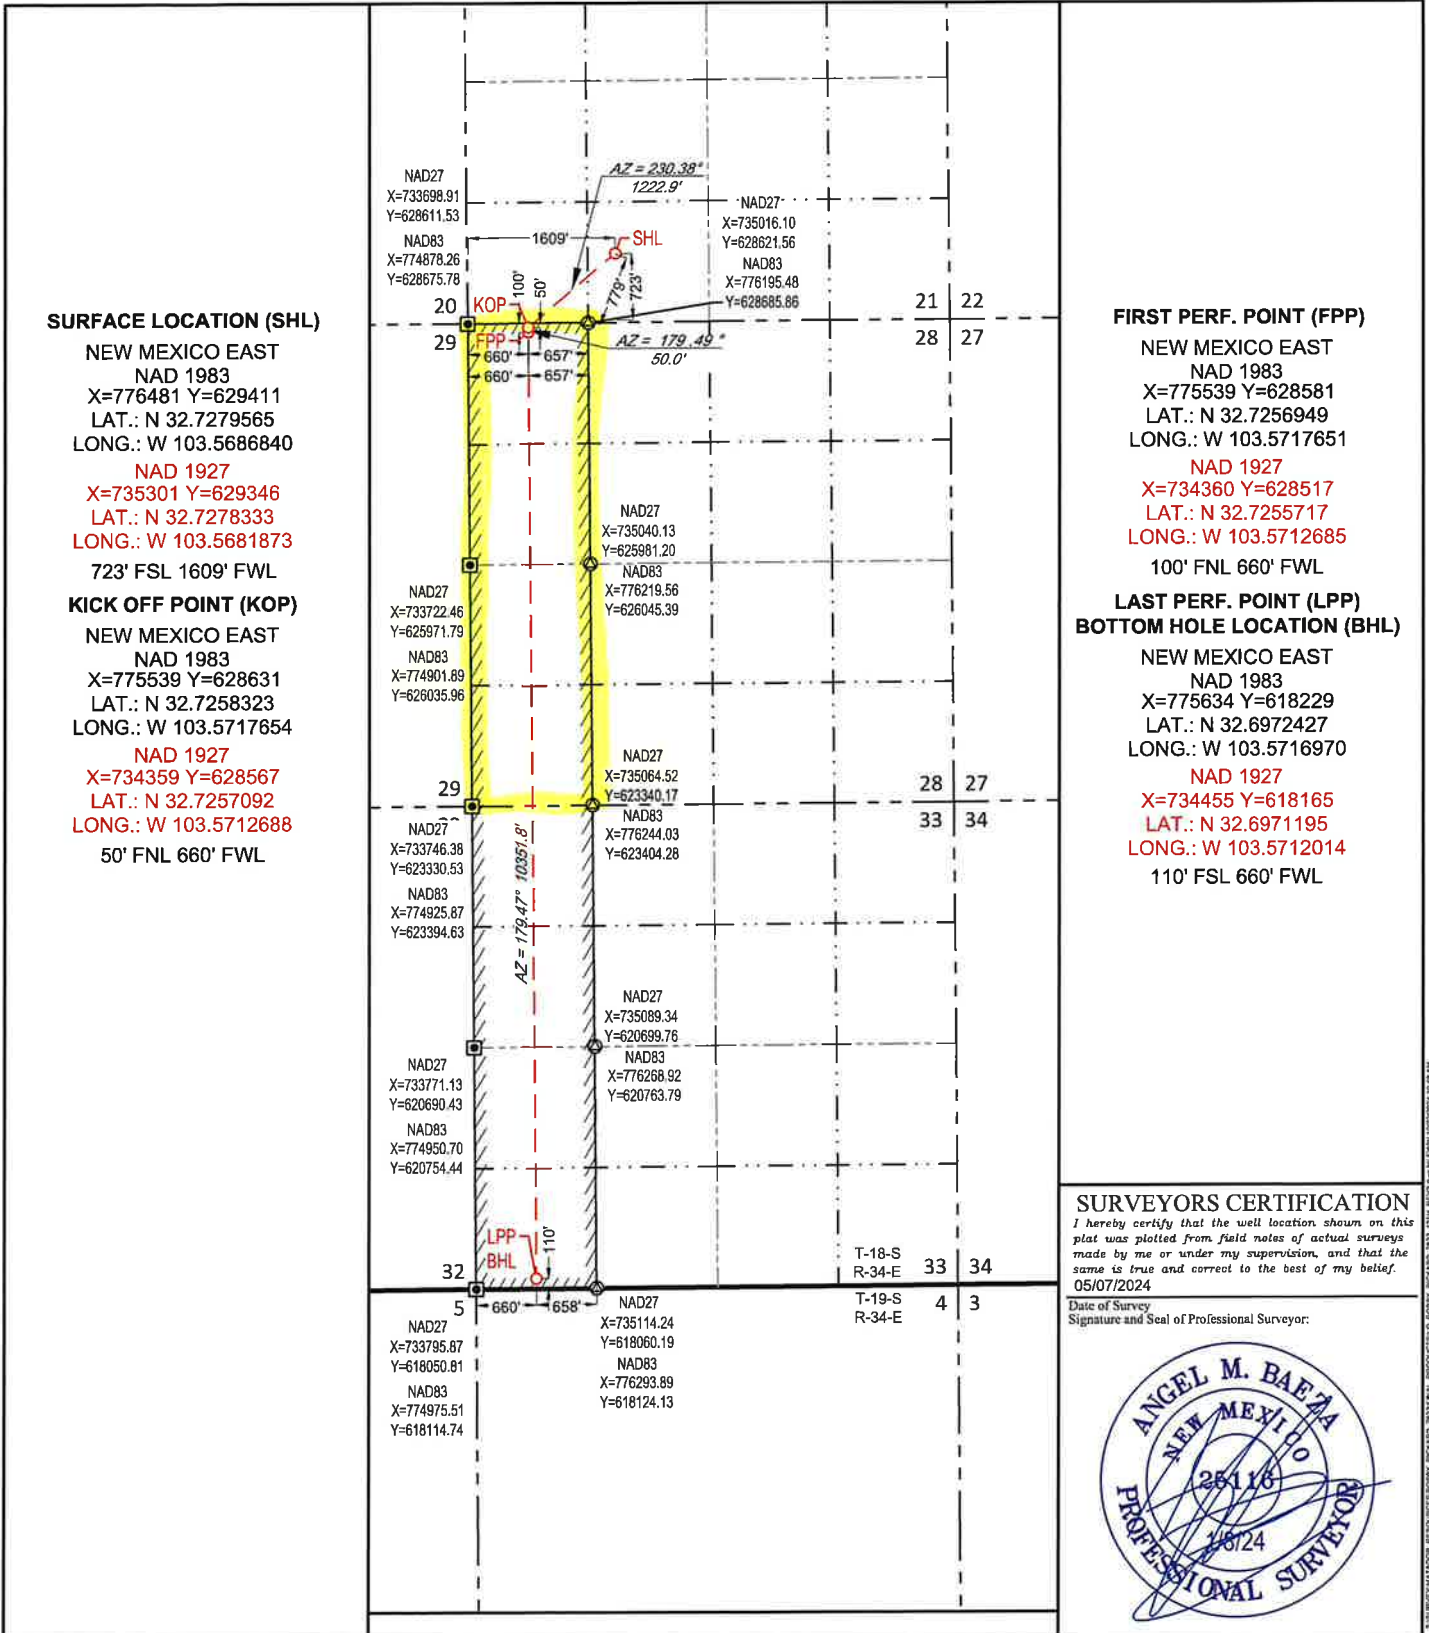 SURFACE LOCATION (SHL)
NEW MEXICO EAST
NAD 1983
X=776481 Y=629411
LAT.: N 32.7279565
LONG.: W 103.5686840
NAD 1927
X=735301 Y=629346
LAT.: N 32.7278333
LONG.: W 103.5681873
723' FSL 1609' FWL
KICK OFF POINT (KOP)
NEW MEXICO EAST
NAD 1983
X=775539 Y=628631
LAT.: N 32.7258323
LONG.: W 103.5717654
NAD 1927
X=734359 Y=628567
LAT.: N 32.7257092
LONG.: W 103.5712688
50' FNL 660' FWL
NAD27
X=733698.91
Y=628611.53
NAD83
X=774878.26
Y=628675.78
AZ = 230.38°
1222.9'
NAD27
X=735016.10
Y=628621.56
NAD83
X=776195.48
Y=628685.86
1609'
SHL
100'
50'
779'
723'
20
KOP
21 22
29
FPP
28 27
AZ = 179.49°
50.0'
660' 657'
660' 657'
NAD27
X=735040.13
Y=625981.20
NAD83
X=776219.56
Y=626045.39
NAD27
X=733722.46
Y=625971.79
NAD83
X=774901.89
Y=626035.96
NAD27
X=735064.52
Y=623340.17
NAD83
X=776244.03
Y=623404.28
29
28 27
33 34
NAD27
X=733746.38
Y=623330.53
NAD83
X=774925.87
Y=623394.63
AZ = 179.47° 10351.8'
NAD27
X=735089.34
Y=620699.76
NAD83
X=776268.92
Y=620763.79
NAD27
X=733771.13
Y=620690.43
NAD83
X=774950.70
Y=620754.44
LPP
BHL
110'
32
T-18-S
R-34-E
33 34
5
660' 658'
T-19-S
R-34-E
4 3
NAD27
X=733795.87
Y=618050.81
NAD83
X=774975.51
Y=618114.74
NAD27
X=735114.24
Y=618060.19
NAD83
X=776293.89
Y=618124.13
FIRST PERF. POINT (FPP)
NEW MEXICO EAST
NAD 1983
X=775539 Y=628581
LAT.: N 32.7256949
LONG.: W 103.5717651
NAD 1927
X=734360 Y=628517
LAT.: N 32.7255717
LONG.: W 103.5712685
100' FNL 660' FWL
LAST PERF. POINT (LPP)
BOTTOM HOLE LOCATION (BHL)
NEW MEXICO EAST
NAD 1983
X=775634 Y=618229
LAT.: N 32.6972427
LONG.: W 103.5716970
NAD 1927
X=734455 Y=618165
LAT.: N 32.6971195
LONG.: W 103.5712014
110' FSL 660' FWL
SURVEYORS CERTIFICATION
I hereby certify that the well location shown on this
plat was plotted from field notes of actual surveys
made by me or under my supervision, and that the
same is true and correct to the best of my belief.
05/07/2024
Date of Survey
Signature and Seal of Professional Surveyor:
ANGEL M. BAEZA
NEW MEXICO
25116
PROFESSIONAL SURVEYOR